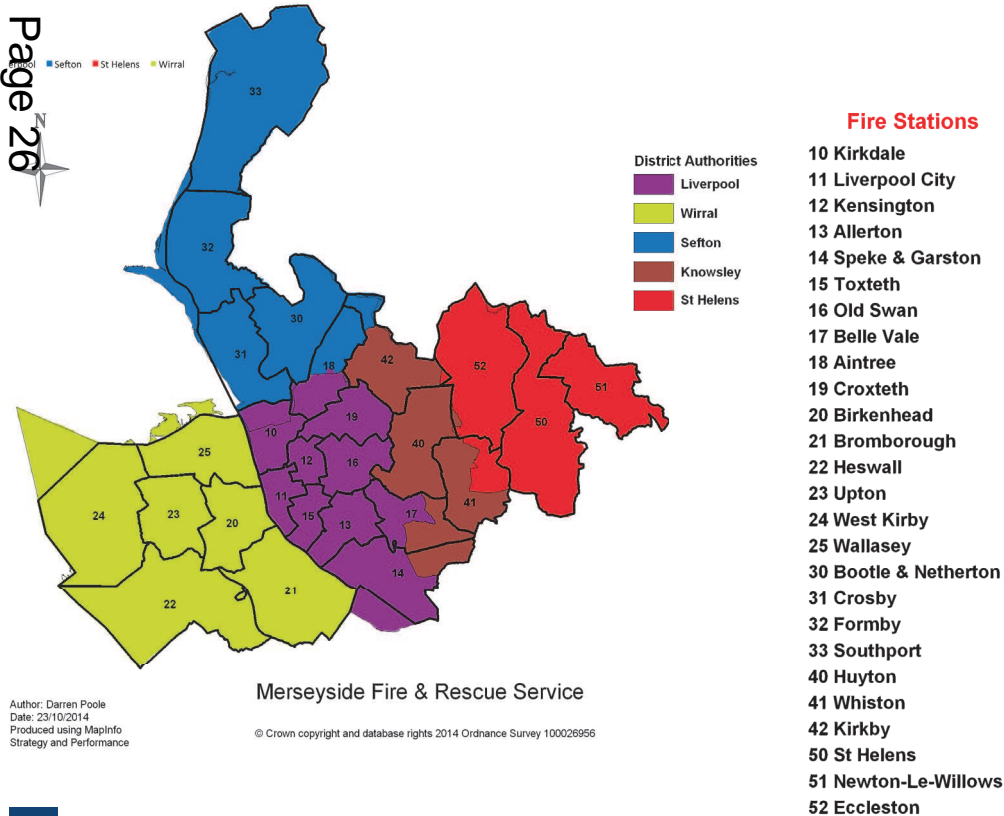 Page 26
Sefton St Helens Wirral
N
District Authorities
Liverpool
Wirral
Sefton
Knowsley
St Helens
33
32
30
31
18
42
52
51
50
19
10
40
25
12
16
41
11
17
24
23
20
15
13
14
21
22
Fire Stations
10 Kirkdale
11 Liverpool City
12 Kensington
13 Allerton
14 Speke & Garston
15 Toxteth
16 Old Swan
17 Belle Vale
18 Aintree
19 Croxteth
20 Birkenhead
21 Bromborough
22 Heswall
23 Upton
24 West Kirby
25 Wallasey
30 Bootle & Netherton
31 Crosby
32 Formby
33 Southport
40 Huyton
41 Whiston
42 Kirkby
50 St Helens
51 Newton-Le-Willows
52 Eccleston
Merseyside Fire & Rescue Service
© Crown copyright and database rights 2014 Ordnance Survey 100026956
Author: Darren Poole
Date: 23/10/2014
Produced using MapInfo
Strategy and Performance